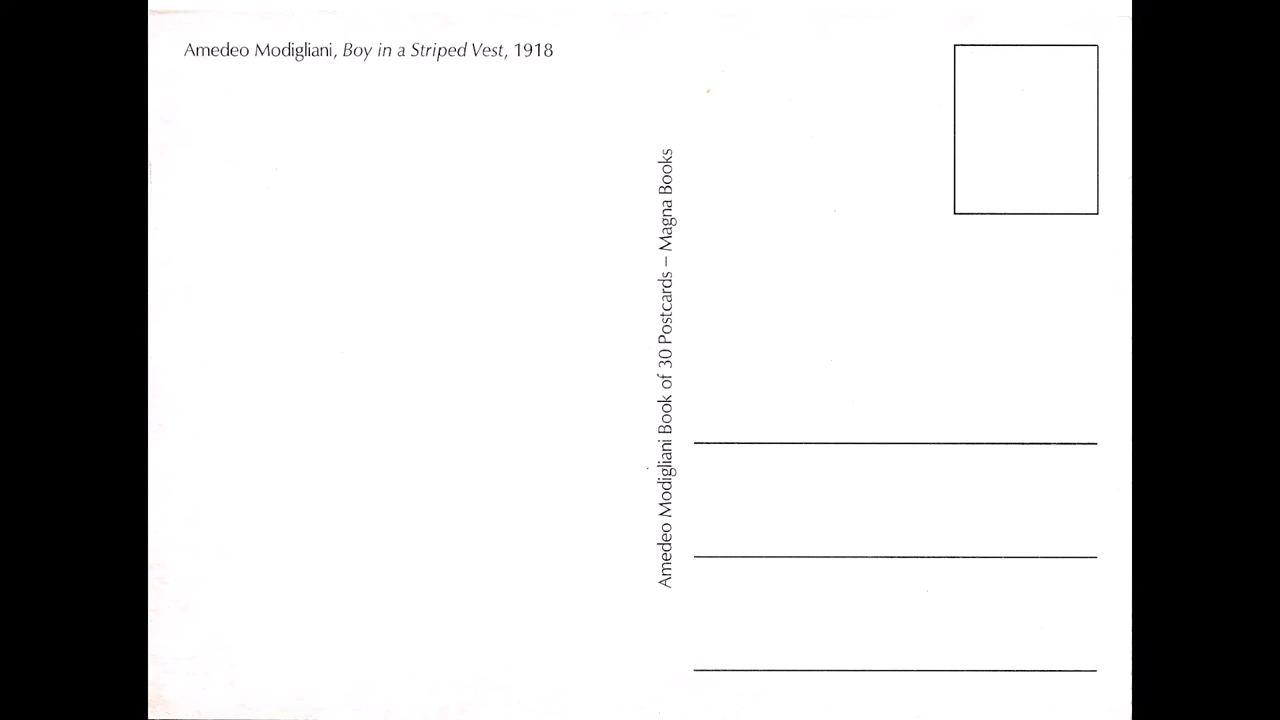 Amedeo Modigliani, Boy in a Striped Vest, 1918
Amedeo Modigliani Book of 30 Postcards – Magna Books